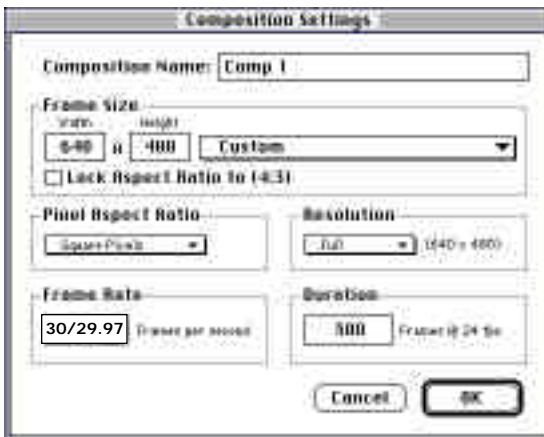 Composition Settings
Composition Name: Comp 1
Frame Size
Width Height
640 x 480 Custom
Lock Aspect Ratio to (4:3)
Pixel Aspect Ratio Resolution
Square Pixels Full (640 x 480)
Frame Rate Duration
30/29.97 Frames per second Frames @ 24 fps
Cancel OK